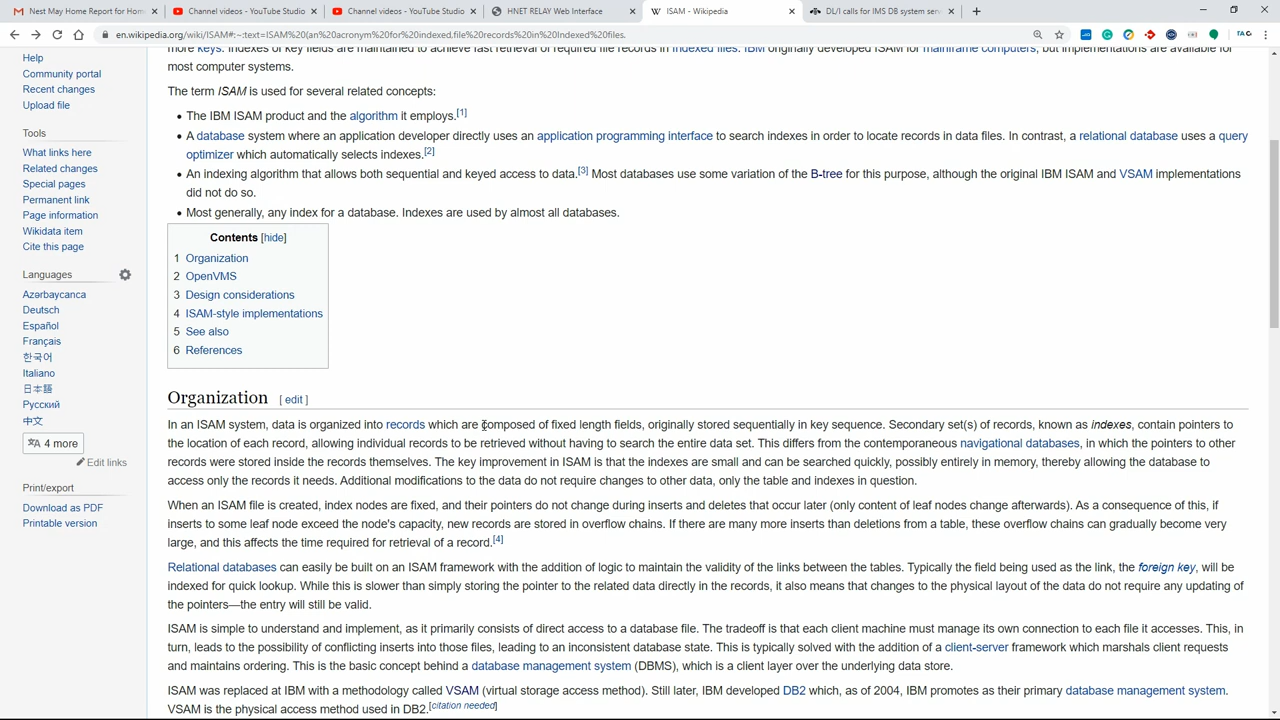 Nest May Home Report for Hom
Channel videos - YouTube Studio
Channel videos - YouTube Studio
HNET RELAY Web Interface
ISAM - Wikipedia
DL/I calls for IMS DB system serv
en.wikipedia.org/wiki/ISAM#:~:text=ISAM%20(an%20acronym%20for%20indexed,file%20records%20in%20Indexed%20files.
more keys. Indexes of key fields are maintained to achieve fast retrieval of required file records in Indexed files. IBM originally developed ISAM for mainframe computers, but implementations are available for
most computer systems.
The term ISAM is used for several related concepts:
• The IBM ISAM product and the algorithm it employs.[1]
• A database system where an application developer directly uses an application programming interface to search indexes in order to locate records in data files. In contrast, a relational database uses a query
optimizer which automatically selects indexes.[2]
• An indexing algorithm that allows both sequential and keyed access to data.[3] Most databases use some variation of the B-tree for this purpose, although the original IBM ISAM and VSAM implementations
did not do so.
• Most generally, any index for a database. Indexes are used by almost all databases.
Contents [hide]
1 Organization
2 OpenVMS
3 Design considerations
4 ISAM-style implementations
5 See also
6 References
Organization [ edit ]
In an ISAM system, data is organized into records which are composed of fixed length fields, originally stored sequentially in key sequence. Secondary set(s) of records, known as indexes, contain pointers to
the location of each record, allowing individual records to be retrieved without having to search the entire data set. This differs from the contemporaneous navigational databases, in which the pointers to other
records were stored inside the records themselves. The key improvement in ISAM is that the indexes are small and can be searched quickly, possibly entirely in memory, thereby allowing the database to
access only the records it needs. Additional modifications to the data do not require changes to other data, only the table and indexes in question.
When an ISAM file is created, index nodes are fixed, and their pointers do not change during inserts and deletes that occur later (only content of leaf nodes change afterwards). As a consequence of this, if
inserts to some leaf node exceed the node's capacity, new records are stored in overflow chains. If there are many more inserts than deletions from a table, these overflow chains can gradually become very
large, and this affects the time required for retrieval of a record.[4]
Relational databases can easily be built on an ISAM framework with the addition of logic to maintain the validity of the links between the tables. Typically the field being used as the link, the foreign key, will be
indexed for quick lookup. While this is slower than simply storing the pointer to the related data directly in the records, it also means that changes to the physical layout of the data do not require any updating of
the pointers—the entry will still be valid.
ISAM is simple to understand and implement, as it primarily consists of direct access to a database file. The tradeoff is that each client machine must manage its own connection to each file it accesses. This, in
turn, leads to the possibility of conflicting inserts into those files, leading to an inconsistent database state. This is typically solved with the addition of a client-server framework which marshals client requests
and maintains ordering. This is the basic concept behind a database management system (DBMS), which is a client layer over the underlying data store.
ISAM was replaced at IBM with a methodology called VSAM (virtual storage access method). Still later, IBM developed DB2 which, as of 2004, IBM promotes as their primary database management system.
VSAM is the physical access method used in DB2.[citation needed]
Help
Community portal
Recent changes
Upload file
Tools
What links here
Related changes
Special pages
Permanent link
Page information
Wikidata item
Cite this page
Languages
Azərbaycanca
Deutsch
Español
Français
한국어
Italiano
日本語
Русский
中文
4 more
Edit links
Print/export
Download as PDF
Printable version